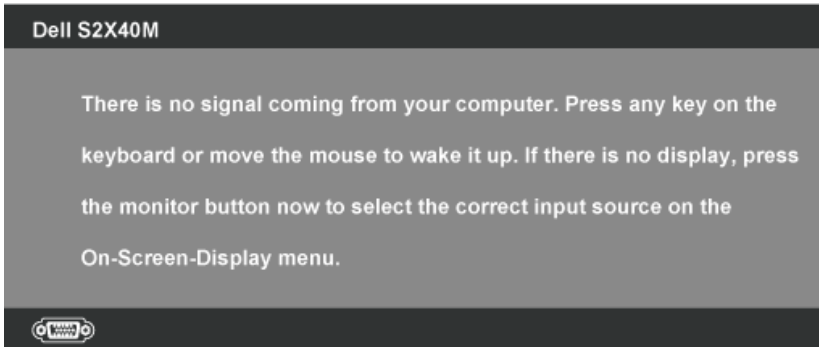 Dell S2X40M
There is no signal coming from your computer. Press any key on the
keyboard or move the mouse to wake it up. If there is no display, press
the monitor button now to select the correct input source on the
On-Screen-Display menu.